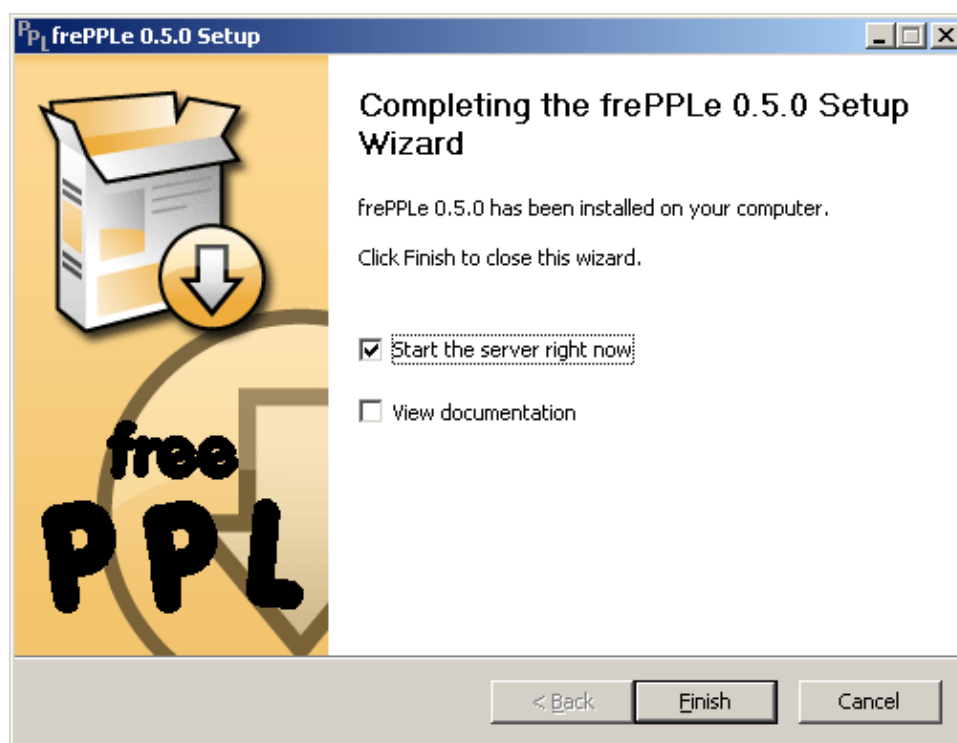 PPL frePPLe 0.5.0 Setup
Completing the frePPLe 0.5.0 Setup
Wizard
frePPLe 0.5.0 has been installed on your computer.
Click Finish to close this wizard.
Start the server right now
View documentation
free
PPL
< Back
Finish
Cancel